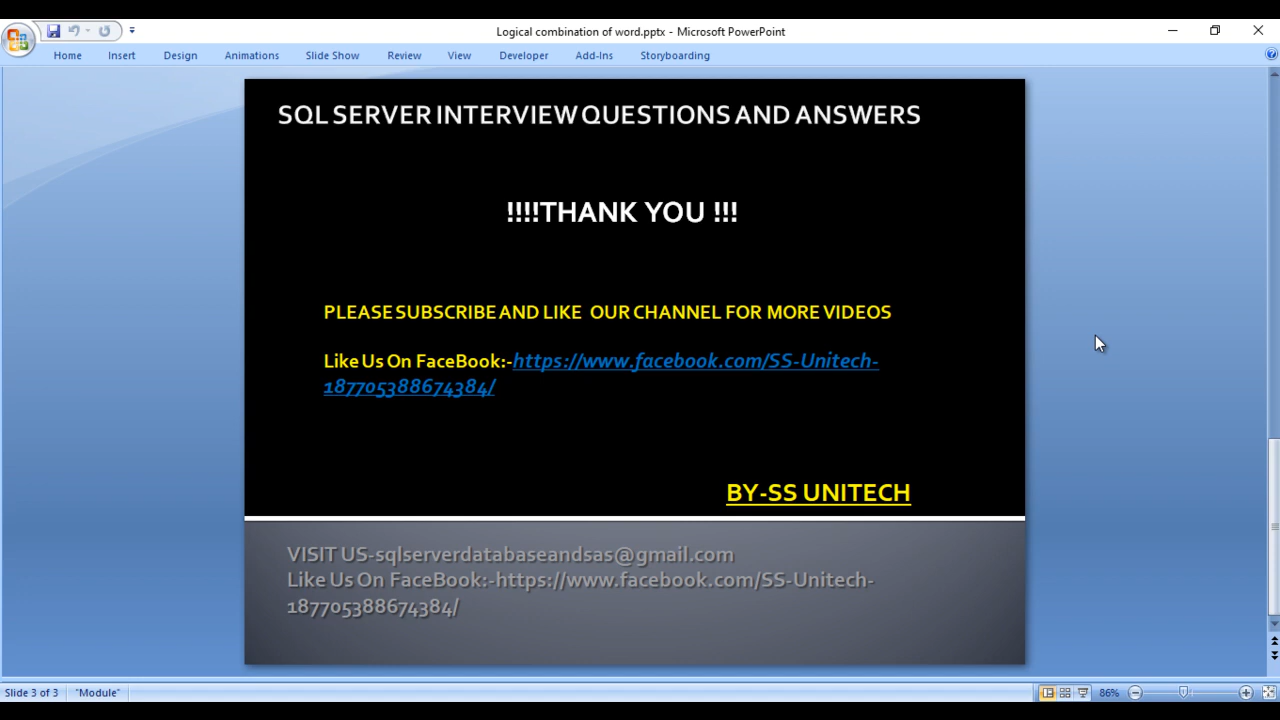 Logical combination of word.pptx - Microsoft PowerPoint
Home Insert Design Animations Slide Show Review View Developer Add-Ins Storyboarding
SQL SERVER INTERVIEW QUESTIONS AND ANSWERS
!!!!THANK YOU !!!
PLEASE SUBSCRIBE AND LIKE OUR CHANNEL FOR MORE VIDEOS
Like Us On FaceBook:-https://www.facebook.com/SS-Unitech-
187705388674384/
BY-SS UNITECH
VISIT US-sqlserverdatabaseandsas@gmail.com
Like Us On FaceBook:-https://www.facebook.com/SS-Unitech-
187705388674384/
Slide 3 of 3 "Module" 86%